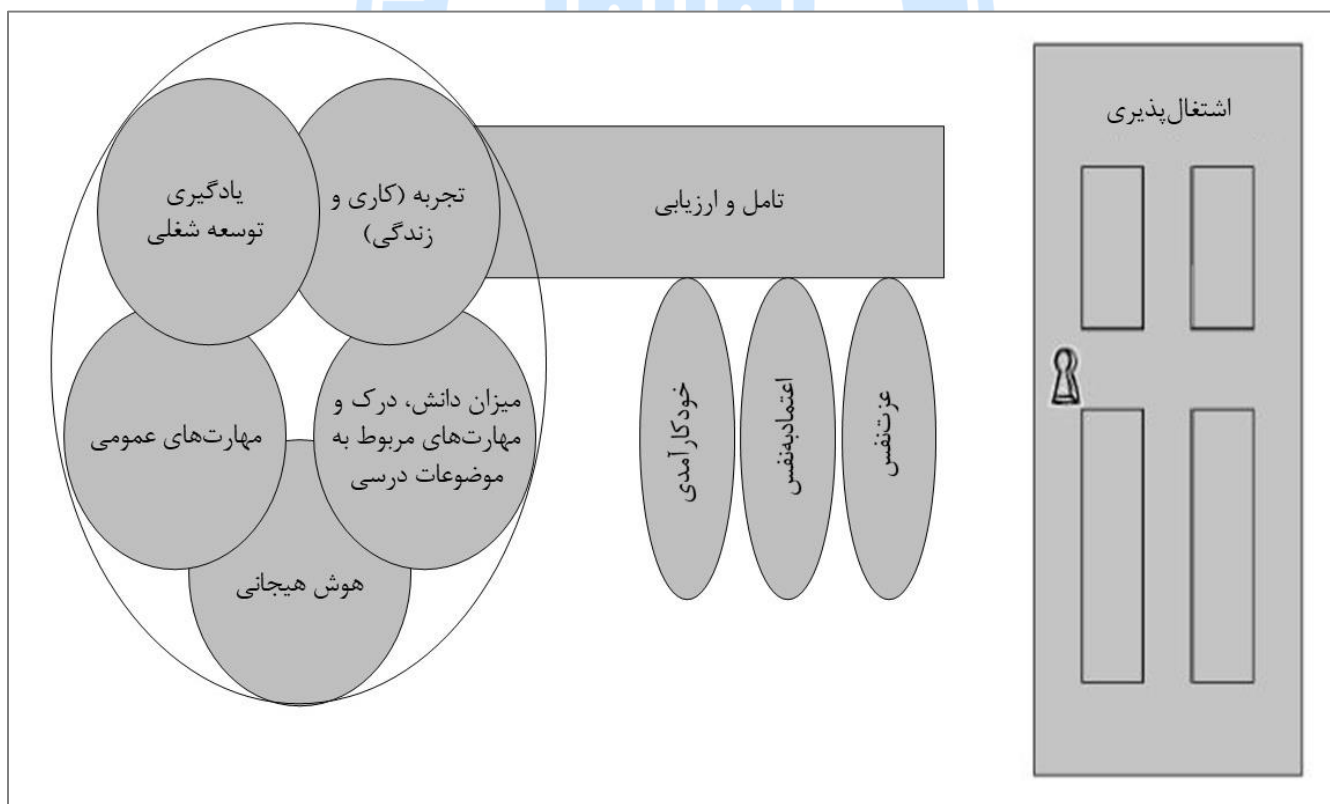 اشتغال‌پذیری
تامل و ارزیابی
تجربه (کاری و
زندگی)
یادگیری
توسعه شغلی
میزان دانش، درک و
مهارت‌های مربوط به
موضوعات درسی
مهارت‌های عمومی
هوش هیجانی
عزت‌نفس
اعتمادبه‌نفس
خودکارآمدی